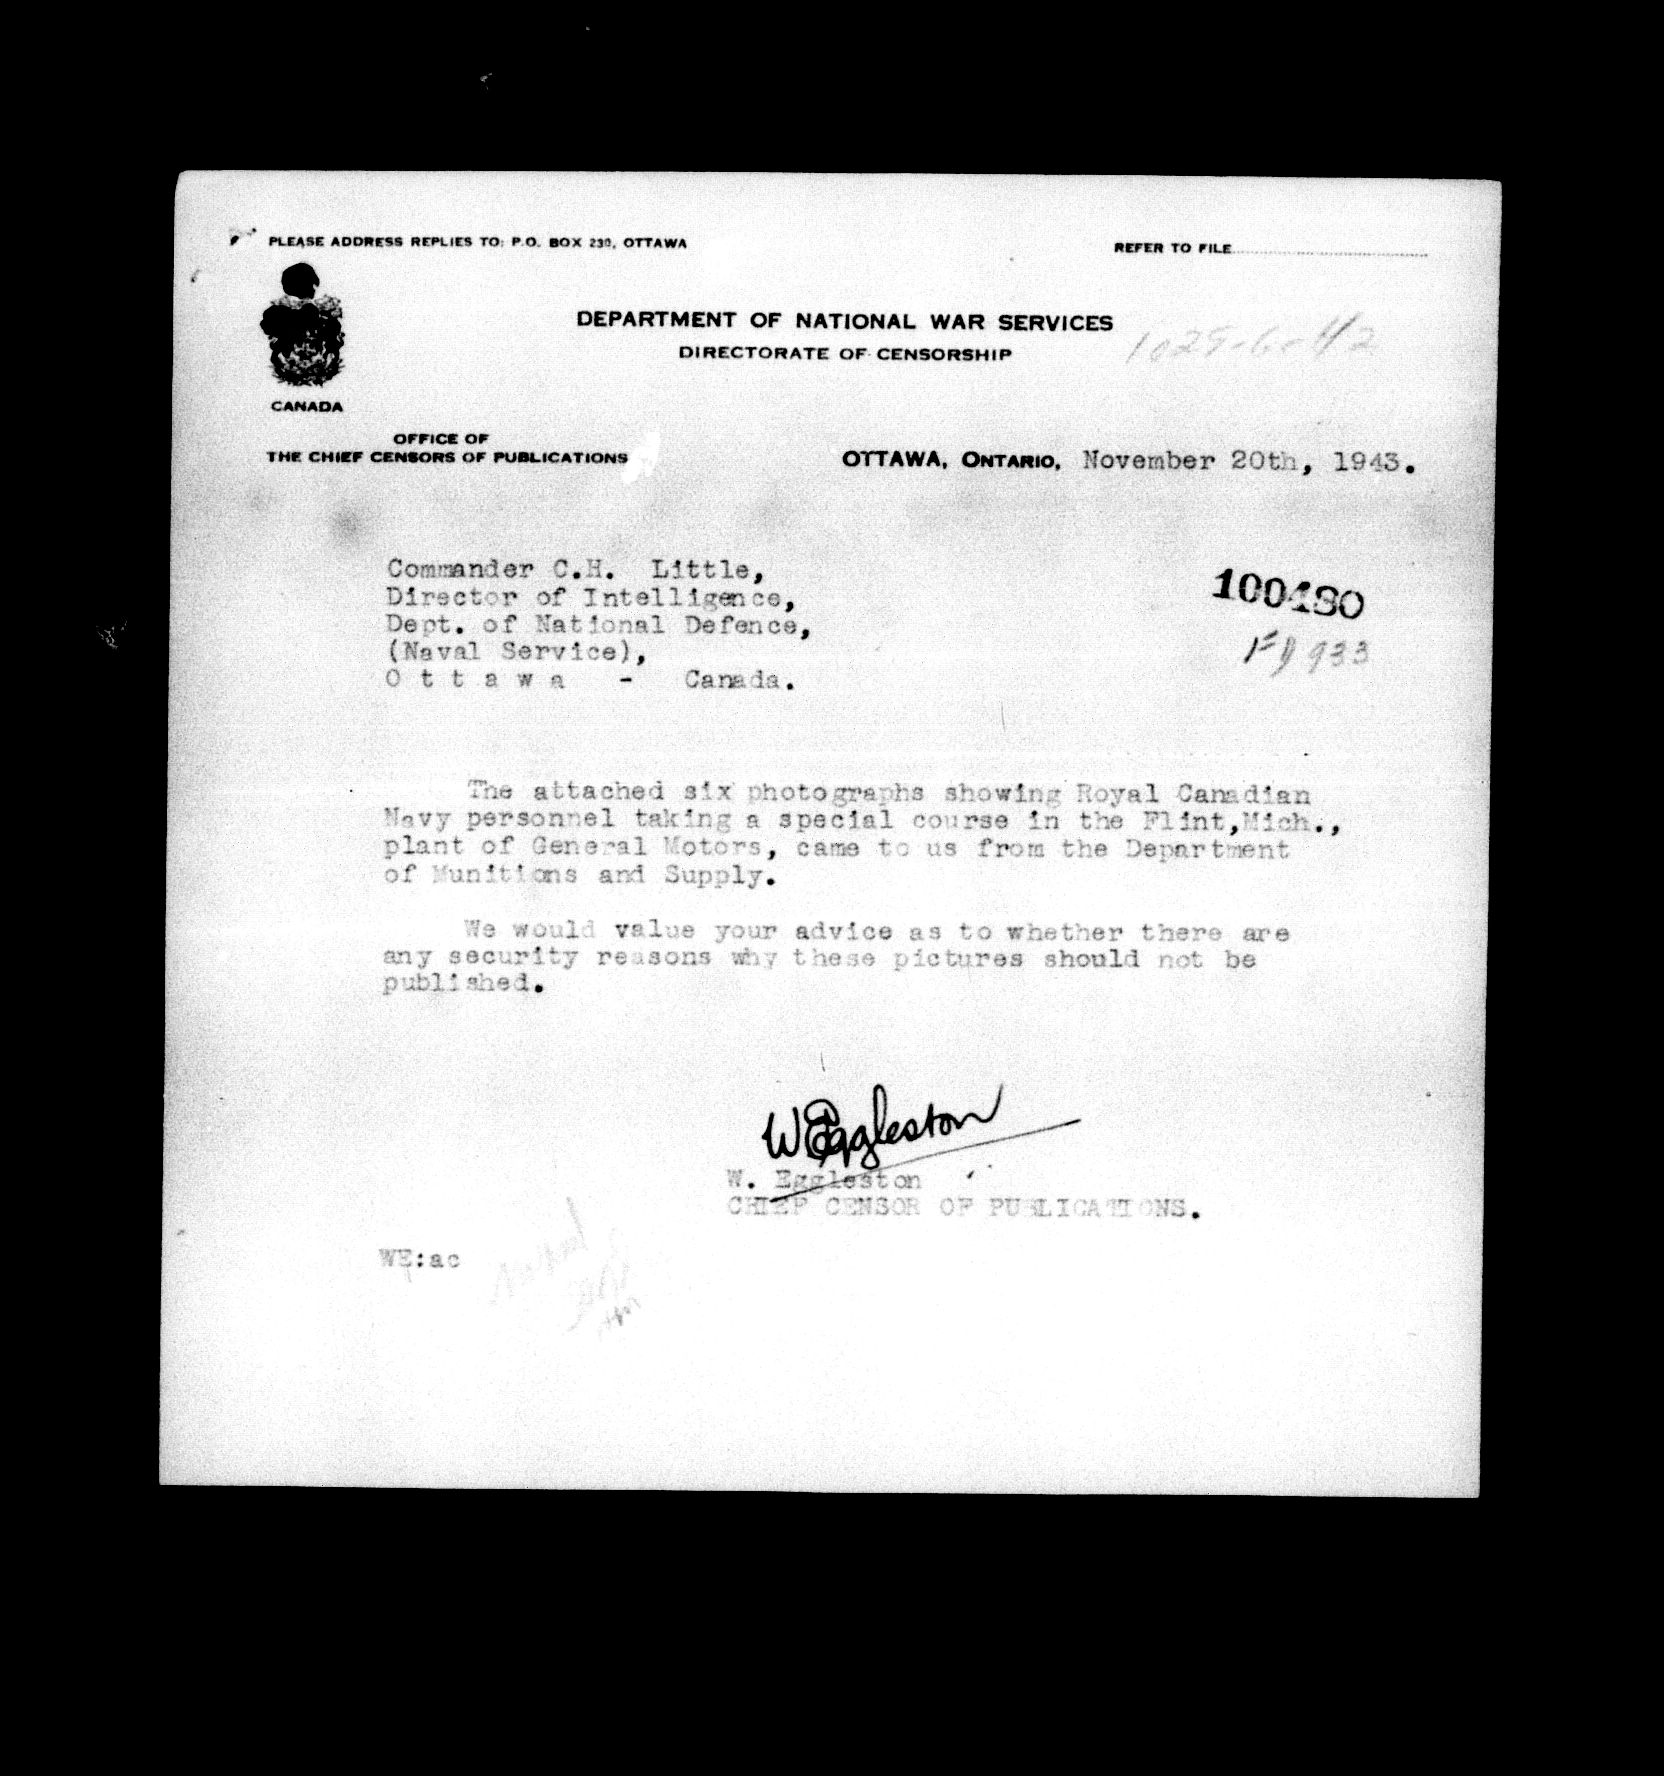 PLEASE ADDRESS REPLIES TO: P.O. BOX 230, OTTAWA
REFER TO FILE
DEPARTMENT OF NATIONAL WAR SERVICES
DIRECTORATE OF CENSORSHIP
CANADA
OFFICE OF
THE CHIEF CENSORS OF PUBLICATIONS
OTTAWA, ONTARIO, November 20th, 1943.
Commander C.H. Little,
Director of Intelligence,
Dept. of National Defence,
(Naval Service),
O t t a w a - Canada.
100480
The attached six photographs showing Royal Canadian
Navy personnel taking a special course in the Flint,Mich.,
plant of General Motors, came to us from the Department
of Munitions and Supply.
We would value your advice as to whether there are
any security reasons why these pictures should not be
published.
WEggleston
W. Eggleston
CHIEF CENSOR OF PUBLICATIONS.
WE:ac